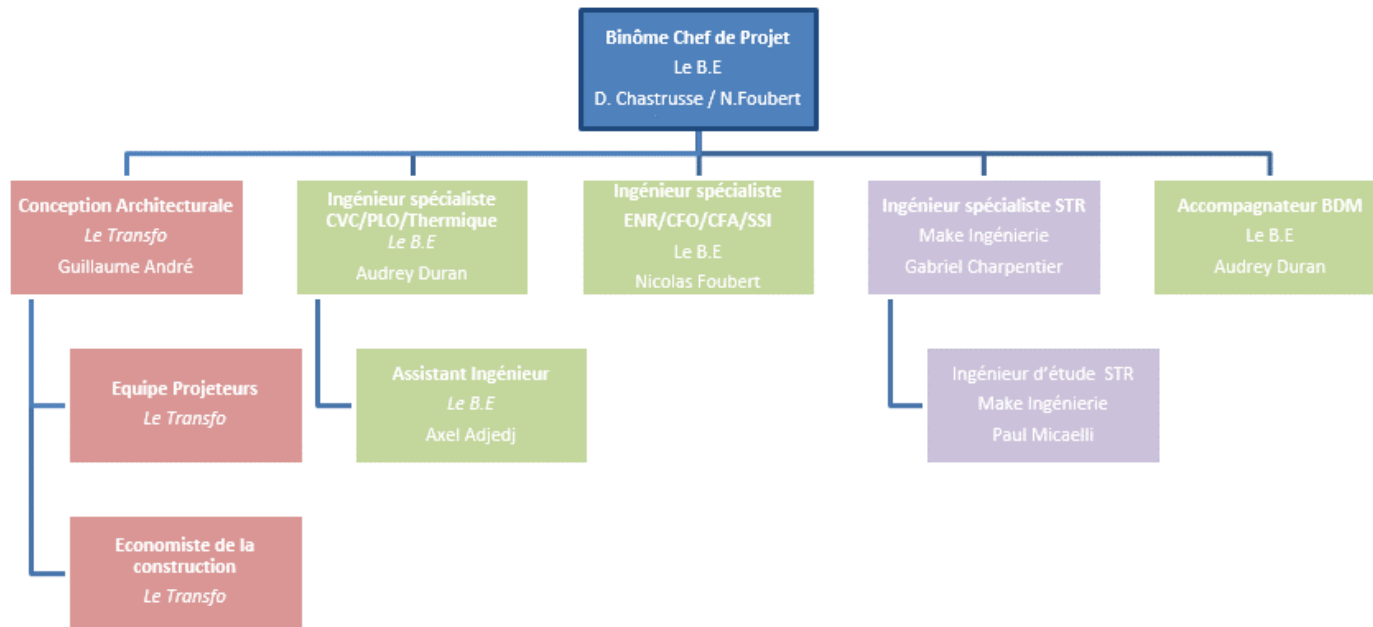 Binôme Chef de Projet
Le B.E
D. Chastrusse / N.Foubert
Conception Architecturale
Le Transfo
Guillaume André
Ingénieur spécialiste
CVC/PLO/Thermique
Le B.E
Audrey Duran
Ingénieur spécialiste
ENR/CFO/CFA/SSI
Le B.E
Nicolas Foubert
Ingénieur spécialiste STR
Make Ingénierie
Gabriel Charpentier
Accompagnateur BDM
Le B.E
Audrey Duran
Equipe Projeteurs
Le Transfo
Assistant Ingénieur
Le B.E
Axel Adjedj
Ingénieur d'étude STR
Make Ingénierie
Paul Micaelli
Economiste de la
construction
Le Transfo